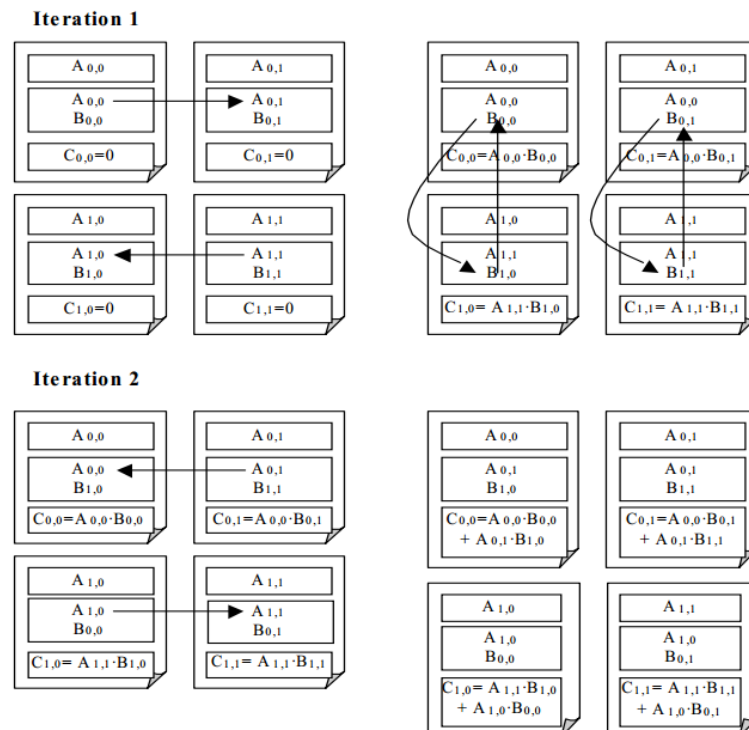 Iteration 1
A 0,0
A 0,0
B0,0
C0,0=0
A 0,1
A 0,1
B0,1
C0,1=0
A 0,0
A 0,0
B0,0
C0,0=A 0,0·B0,0
A 0,1
A 0,0
B0,1
C0,1=A 0,0·B0,1
A 1,0
A 1,0
B1,0
C1,0=0
A 1,1
A 1,1
B1,1
C1,1=0
A 1,0
A 1,1
B1,0
C1,0= A 1,1·B1,0
A 1,1
A 1,1
B1,1
C1,1= A 1,1·B1,1
Iteration 2
A 0,0
A 0,0
B1,0
C0,0=A 0,0·B0,0
A 0,1
A 0,1
B1,1
C0,1=A 0,0·B0,1
A 0,0
A 0,1
B1,0
C0,0=A 0,0·B0,0
+ A 0,1·B1,0
A 0,1
A 0,1
B1,1
C0,1=A 0,0·B0,1
+ A 0,1·B1,1
A 1,0
A 1,0
B0,0
C1,0= A 1,1·B1,0
A 1,1
A 1,1
B0,1
C1,1= A 1,1·B1,1
A 1,0
A 1,0
B0,0
C1,0= A 1,1·B1,0
+ A 1,0·B0,0
A 1,1
A 1,0
B0,1
C1,1= A 1,1·B1,1
+ A 1,0·B0,1